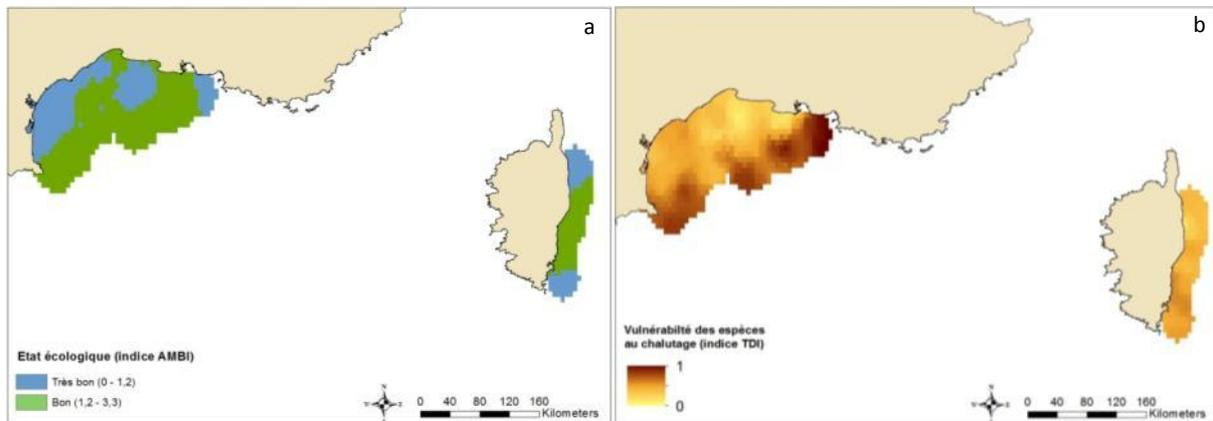 a
Etat écologique (indice AMBI)
Très bon (0 - 1,2)
Bon (1,2 - 3,3)
N
W E
S
0 40 80 120 160
Kilometers
b
Vulnérabilté des espèces
au chalutage (indice TDI)
1
0
N
W E
S
0 40 80 120 160
Kilometers